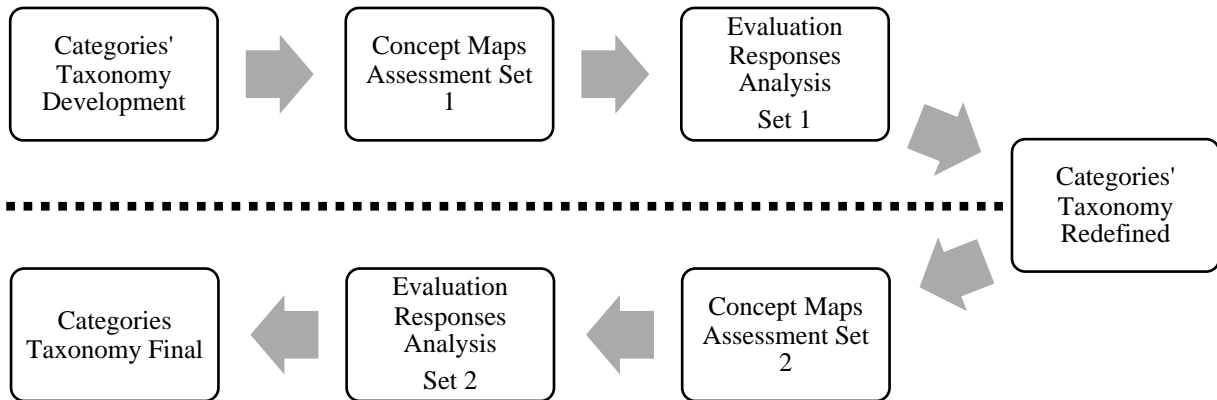 Categories'
Taxonomy
Development
Concept Maps
Assessment Set
1
Evaluation
Responses
Analysis
Set 1
Categories'
Taxonomy
Redefined
Concept Maps
Assessment Set
2
Evaluation
Responses
Analysis
Set 2
Categories
Taxonomy Final